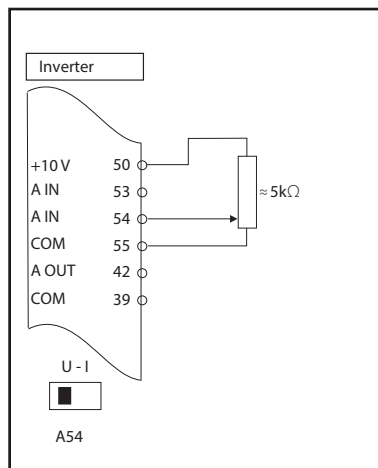 Inverter
+10 V 50
A IN 53
A IN 54
COM 55
A OUT 42
COM 39
≈ 5kΩ
U - I
A54